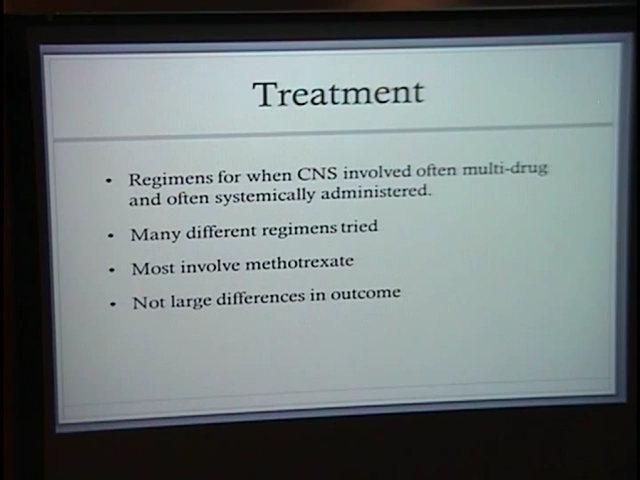 Treatment
• Regimens for when CNS involved often multi-drug
and often systemically administered.
• Many different regimens tried
• Most involve methotrexate
• Not large differences in outcome